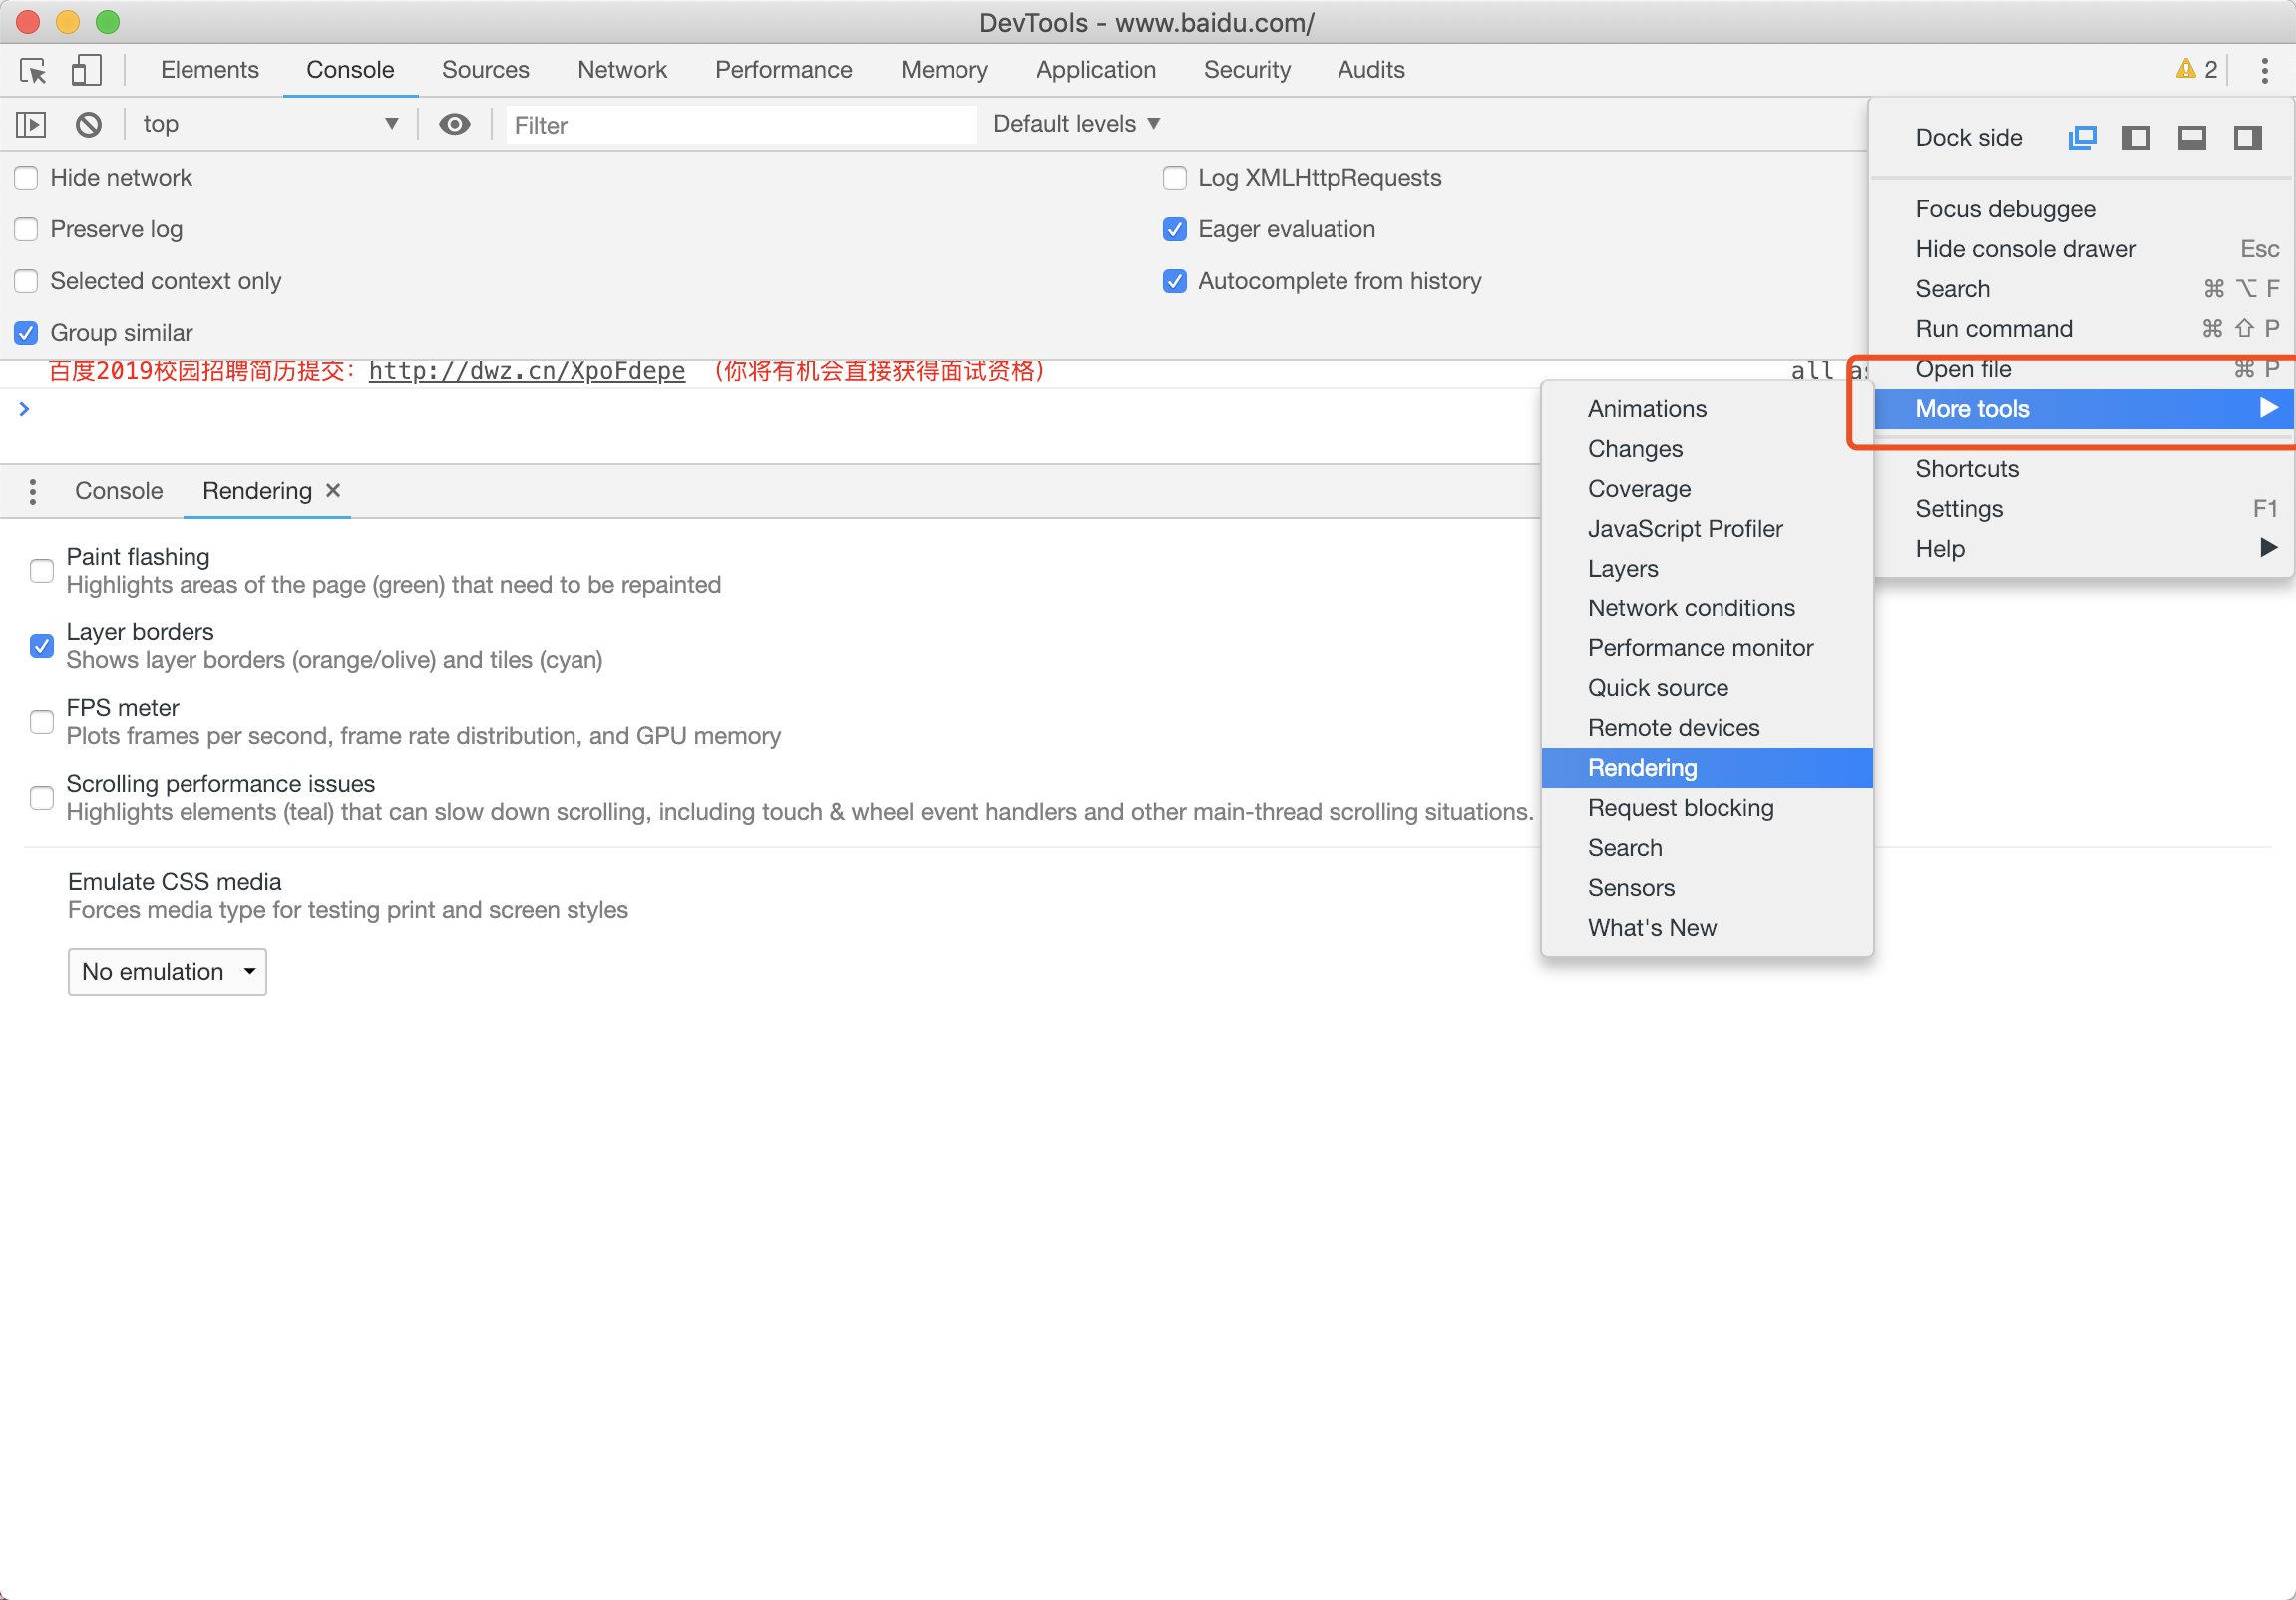 DevTools - www.baidu.com/
Elements Console Sources Network Performance Memory Application Security Audits 2
top Filter Default levels
Hide network
Log XMLHttpRequests
Preserve log
Eager evaluation
Selected context only
Autocomplete from history
Group similar
百度2019校园招聘简历提交：http://dwz.cn/XpoFdepe （你将有机会直接获得面试资格） all
Dock side
Focus debuggee
Hide console drawer Esc
Search ⌘ ⌥ F
Run command ⌘ ⇧ P
Open file ⌘ P
More tools
Shortcuts
Settings F1
Help
Animations
Changes
Coverage
JavaScript Profiler
Layers
Network conditions
Performance monitor
Quick source
Remote devices
Rendering
Request blocking
Search
Sensors
What's New
Console Rendering
Paint flashing
Highlights areas of the page (green) that need to be repainted
Layer borders
Shows layer borders (orange/olive) and tiles (cyan)
FPS meter
Plots frames per second, frame rate distribution, and GPU memory
Scrolling performance issues
Highlights elements (teal) that can slow down scrolling, including touch & wheel event handlers and other main-thread scrolling situations.
Emulate CSS media
Forces media type for testing print and screen styles
No emulation